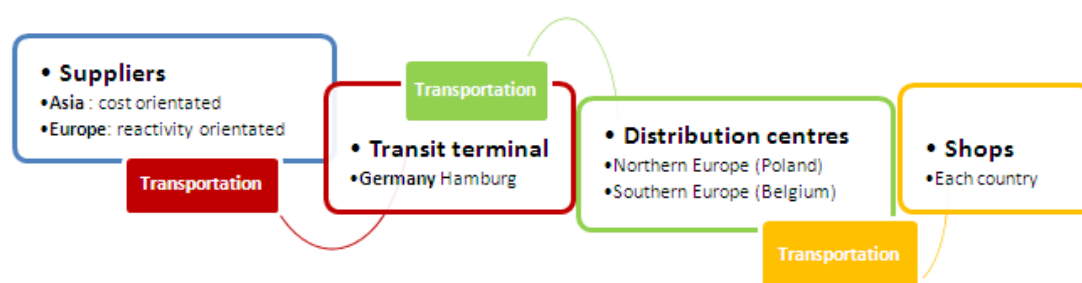 • Suppliers
•Asia : cost orientated
•Europe: reactivity orientated
Transportation
Transportation
• Transit terminal
•Germany Hamburg
• Distribution centres
•Northern Europe (Poland)
•Southern Europe (Belgium)
Transportation
• Shops
•Each country